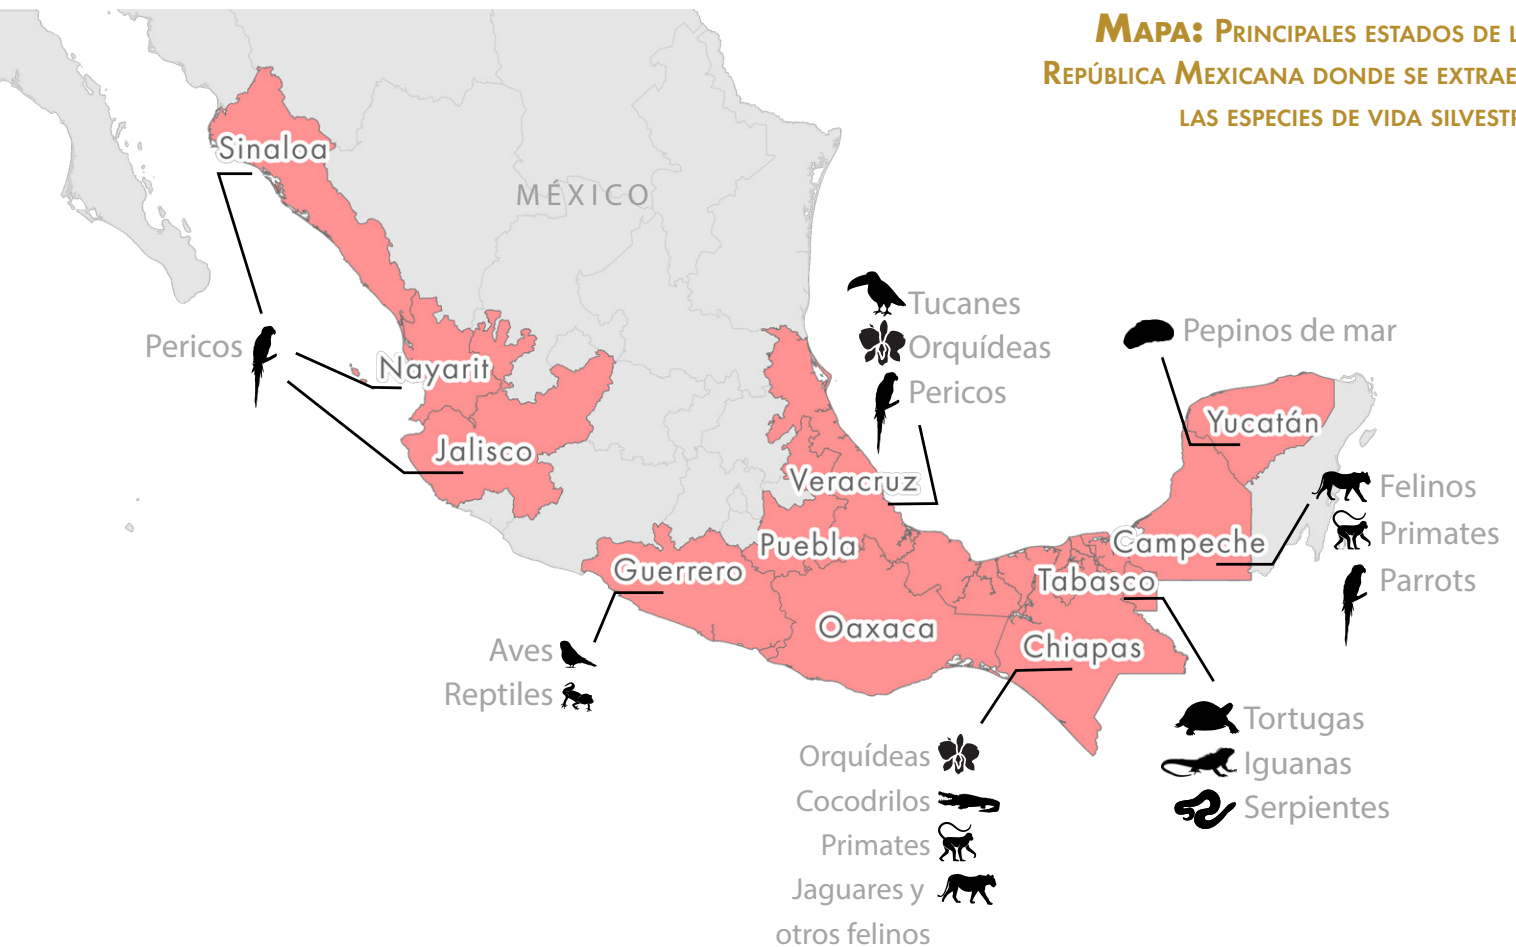 MAPA: PRINCIPALES ESTADOS DE L
REPÚBLICA MEXICANA DONDE SE EXTRAE
LAS ESPECIES DE VIDA SILVEST
Sinaloa
MÉXICO
Tucanes
Orquídeas
Pericos
Pepinos de mar
Pericos
Nayarit
Jalisco
Yucatán
Veracruz
Felinos
Primates
Parrots
Puebla
Campeche
Guerrero
Tabasco
Oaxaca
Chiapas
Aves
Reptiles
Orquídeas
Cocodrilos
Primates
Jaguares y
otros felinos
Tortugas
Iguanas
Serpientes